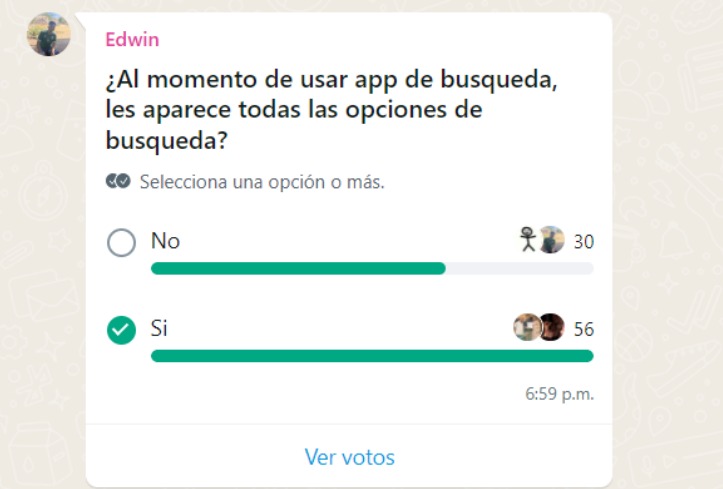 Edwin
¿Al momento de usar app de busqueda,
les aparece todas las opciones de
busqueda?
Selecciona una opción o más.
No
30
Si
56
6:59 p.m.
Ver votos